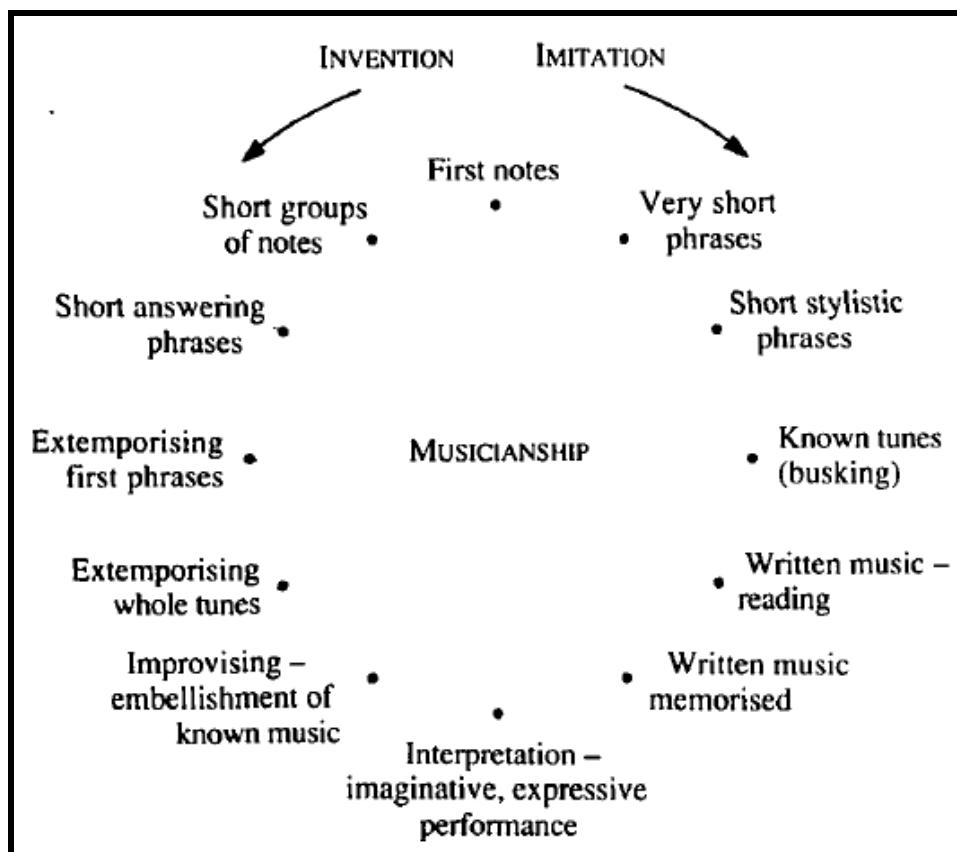 INVENTION IMITATION
First notes
Short groups
of notes
Very short
phrases
Short answering
phrases
Short stylistic
phrases
Extemporising
first phrases
MUSICIANSHIP
Known tunes
(busking)
Extemporising
whole tunes
Written music –
reading
Improvising –
embellishment of
known music
Written music
memorised
Interpretation –
imaginative, expressive
performance